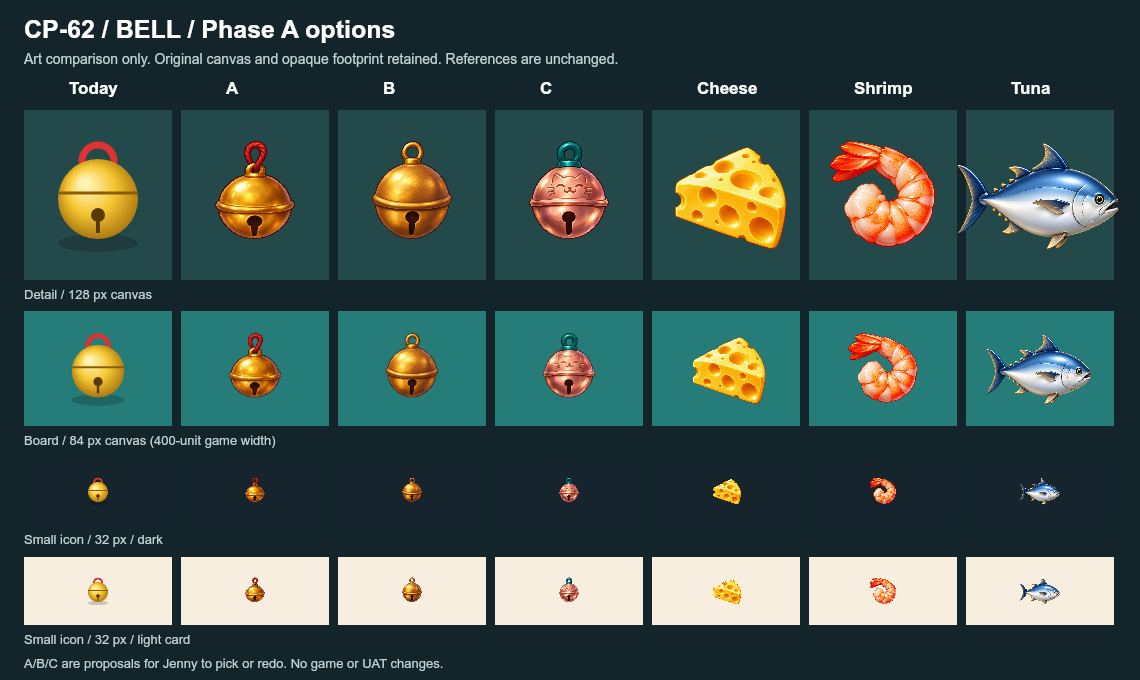 CP-62 / BELL / Phase A options
Art comparison only. Original canvas and opaque footprint retained. References are unchanged.
Today A B C Cheese Shrimp Tuna
Detail / 128 px canvas
Board / 84 px canvas (400-unit game width)
Small icon / 32 px / dark
Small icon / 32 px / light card
A/B/C are proposals for Jenny to pick or redo. No game or UAT changes.